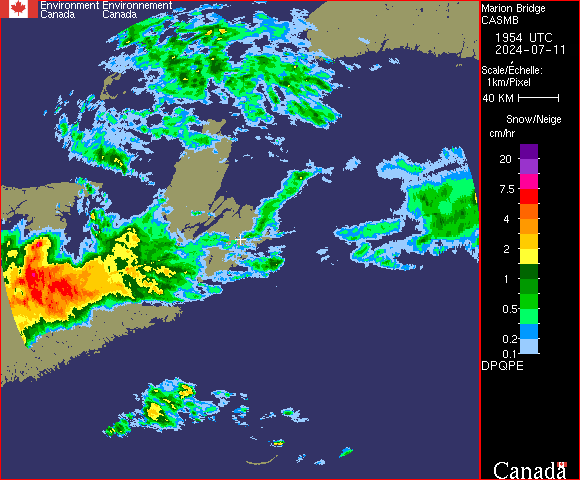 Environment Environnement
Canada Canada
Marion Bridge
CASMB
1954 UTC
2024-07-11
Scale/Échelle:
1km/Pixel
40 KM
Snow/Neige
cm/hr
20
7.5
4
2
1
0.5
0.2
0.1
DPQPE
Canada